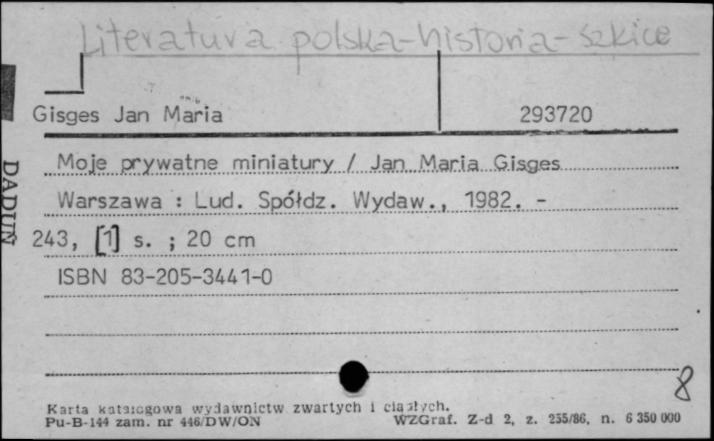 Literatura polska-historia-szkice
Gisges Jan Maria 293720
Moje prywatne miniatury / Jan Maria Gisges
Warszawa : Lud. Spółdz. Wydaw., 1982. -
243, [1] s. ; 20 cm
ISBN 83-205-3441-0
DADUŃ
8
Karta katalogowa wydawnictw zwartych i ciągłych.
Pu-B-144 zam. nr 446/DW/ON WZGraf. Z-d 2, z. 255/86, n. 6 350 000